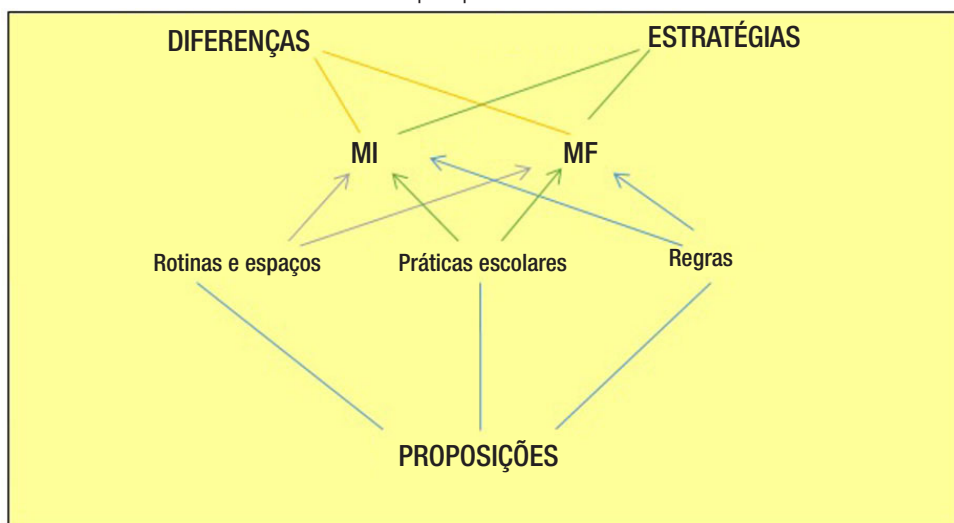 DIFERENÇAS ESTRATÉGIAS
MI MF
Rotinas e espaços Práticas escolares Regras
PROPOSIÇÕES